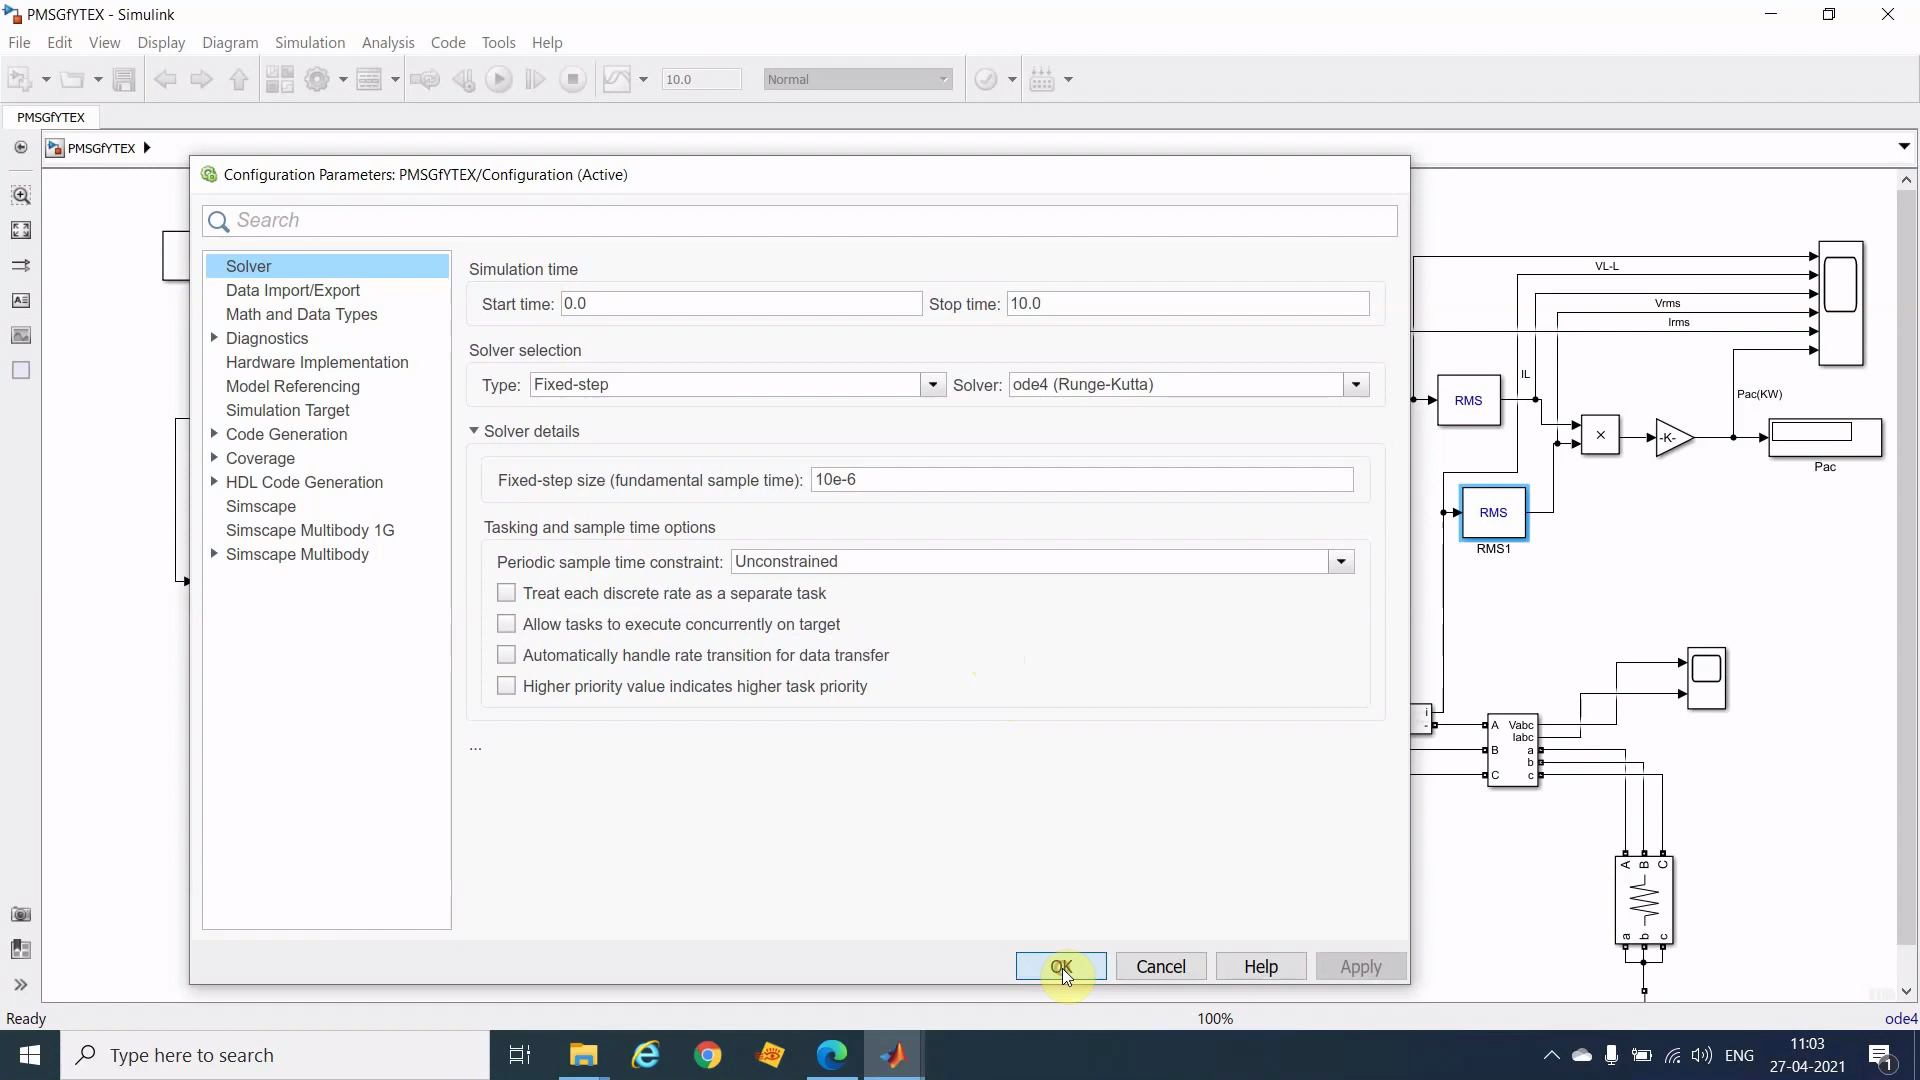 PMSGfYTEX - Simulink
File Edit View Display Diagram Simulation Analysis Code Tools Help
10.0 Normal
PMSGfYTEX
PMSGfYTEX
Configuration Parameters: PMSGfYTEX/Configuration (Active)
Search
Solver
Data Import/Export
Math and Data Types
Diagnostics
Hardware Implementation
Model Referencing
Simulation Target
Code Generation
Coverage
HDL Code Generation
Simscape
Simscape Multibody 1G
Simscape Multibody
Simulation time
Start time: 0.0 Stop time: 10.0
Solver selection
Type: Fixed-step Solver: ode4 (Runge-Kutta)
Solver details
Fixed-step size (fundamental sample time): 10e-6
Tasking and sample time options
Periodic sample time constraint: Unconstrained
Treat each discrete rate as a separate task
Allow tasks to execute concurrently on target
Automatically handle rate transition for data transfer
Higher priority value indicates higher task priority
...
OK Cancel Help Apply
VL-L
Vrms
Irms
IL
Pac(KW)
RMS
×
-K-
Pac
RMS
RMS1
i
-
A Vabc
Iabc
B a
b
C c
A B C
a b c
Ready 100% ode4
Type here to search
ENG
11:03
27-04-2021
1